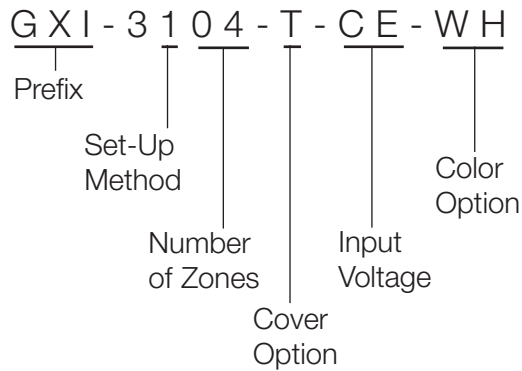 GXI-3104-T-CE-WH
Prefix
Set-Up
Method
Number
of Zones
Cover
Option
Input
Voltage
Color
Option